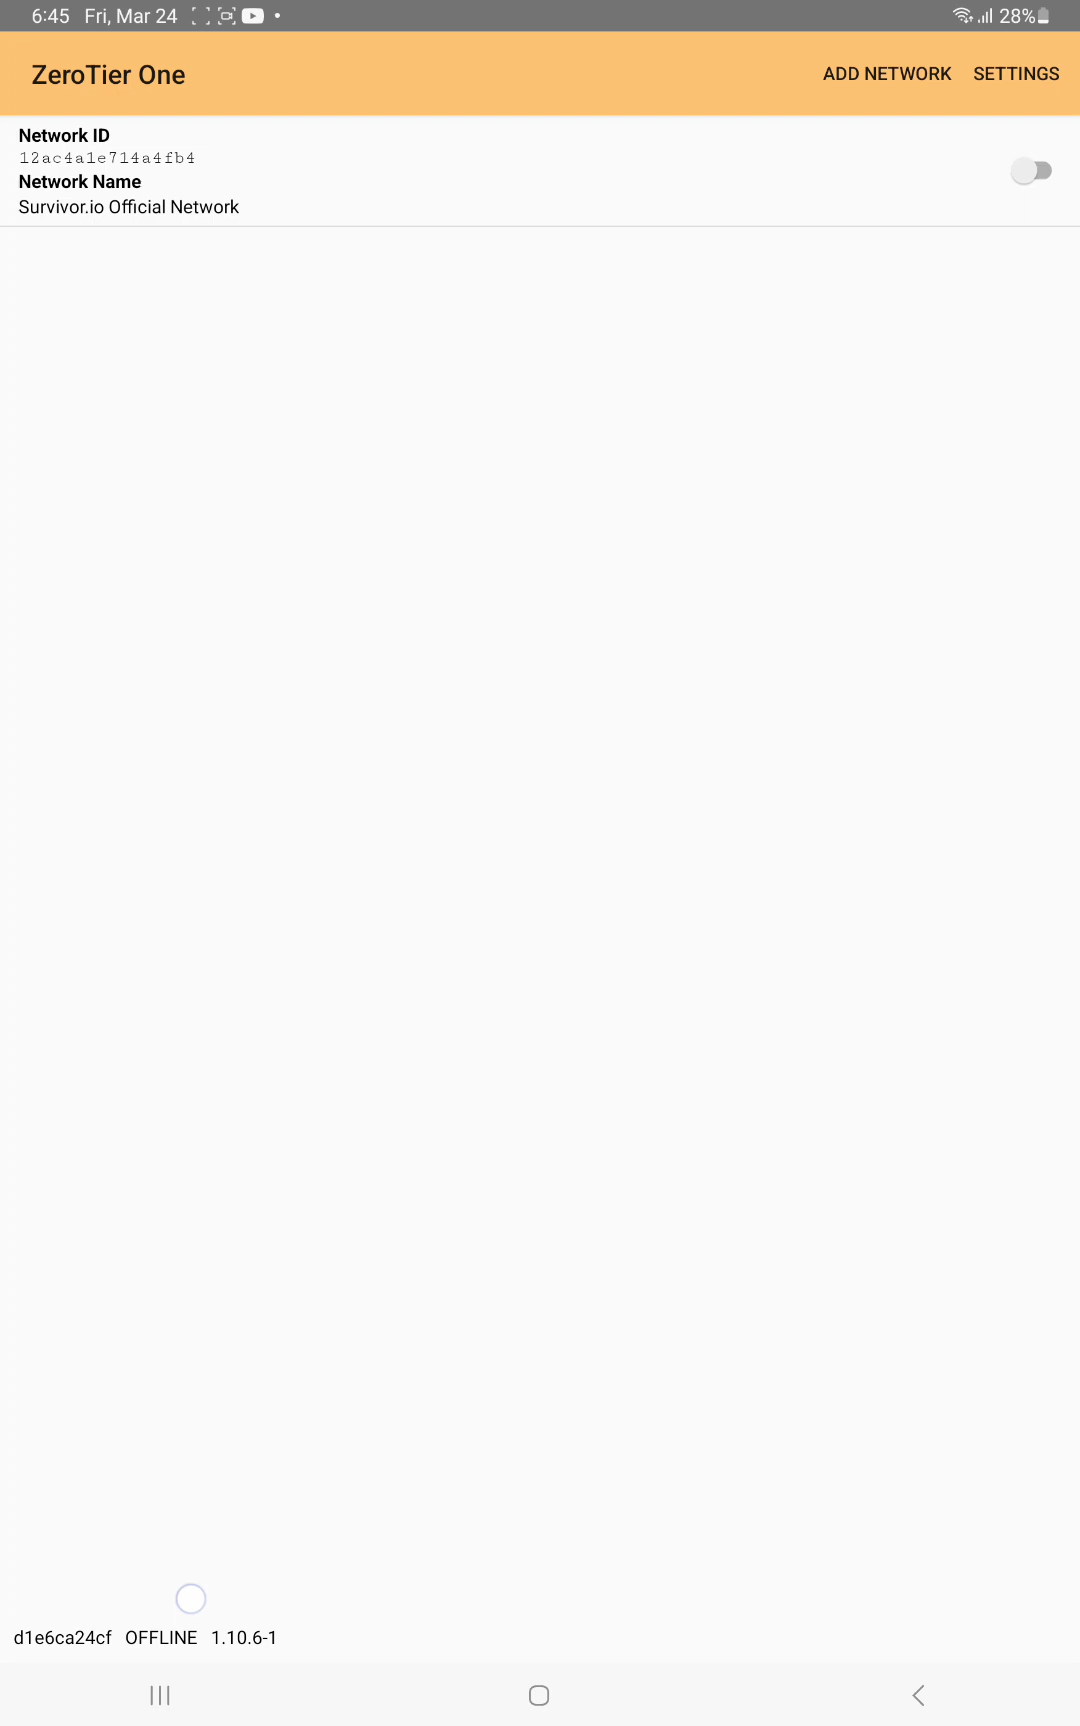 6:45 Fri, Mar 24 28%
ZeroTier One ADD NETWORK SETTINGS
Network ID
12ac4a1e714a4fb4
Network Name
Survivor.io Official Network
d1e6ca24cf OFFLINE 1.10.6-1